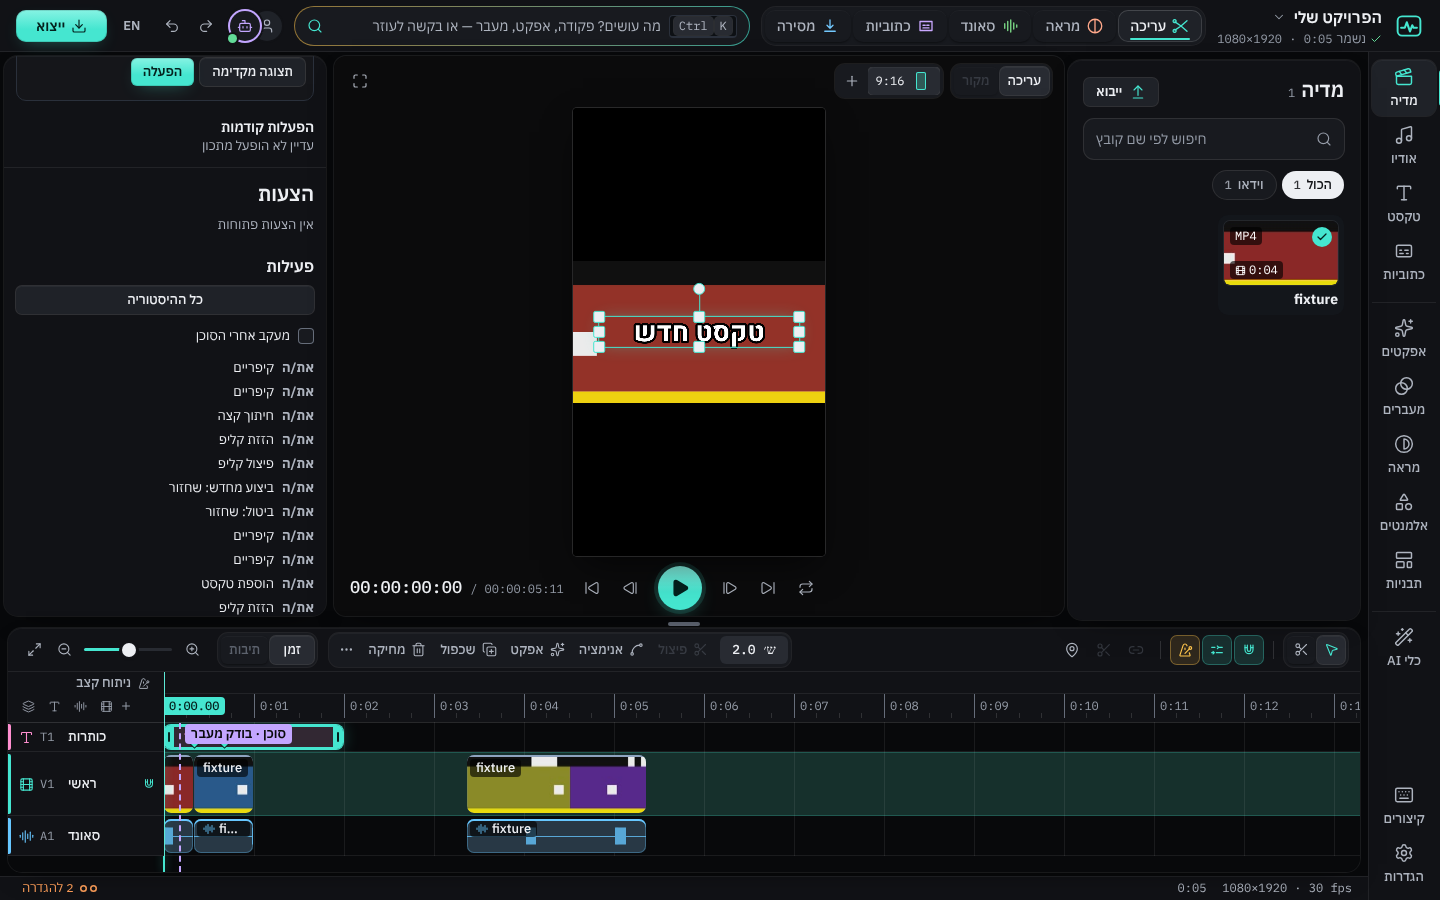 הפרויקט שלי
נשמר 0:05 · 1080×1920
עריכה
מראה
סאונד
כתוביות
מסירה
מה עושים? פקודה, אפקט, מעבר — או בקשה לעוזר
Ctrl K
EN
ייצוא
מדיה
אודיו
טקסט
כתוביות
אפקטים
מעברים
מראה
אלמנטים
תבניות
כלי AI
קיצורים
הגדרות
מדיה 1
ייבוא
חיפוש לפי שם קובץ
הכול 1
וידאו 1
MP4
0:04
fixture
עריכה
מקור
9:16
טקסט חדש
00:00:00:00 / 00:00:05:11
תצוגה מקדימה
הפעלה
הפעלות קודמות
עדיין לא הופעל מתכון
הצעות
אין הצעות פתוחות
פעילות
כל ההיסטוריה
מעקב אחרי הסוכן
את/ה קיפריים
את/ה קיפריים
את/ה חיתוך קצה
את/ה הזזת קליפ
את/ה פיצול קליפ
את/ה ביצוע מחדש: שחזור
את/ה ביטול: שחזור
את/ה קיפריים
את/ה קיפריים
את/ה הוספת טקסט
את/ה הזזת קליפ
2.0 ש׳
פיצול
אנימציה
אפקט
שכפול
מחיקה
זמן
תיבות
ניתוח קצב
0:00.00
0:01
0:02
0:03
0:04
0:05
0:06
0:07
0:08
0:09
0:10
0:11
0:12
0:1
T1 כותרות
סוכן · בודק מעבר
V1 ראשי
fixture
fixture
A1 סאונד
fi...
fixture
2 להגדרה
0:05
1080×1920 · 30 fps